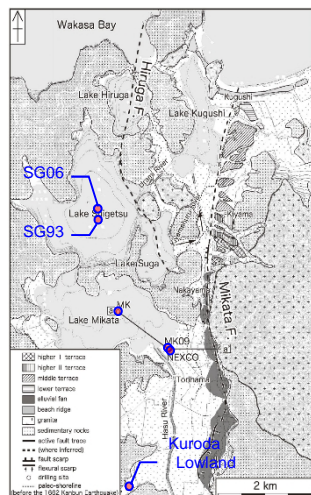 Wakasa Bay
Lake Hiruga
Hiruga F.
Lake Kugushi
Kugushi
SG06
Lake Suigetsu
SG93
Kiyama
Lake Suga
Nakayama
Mikata F.
MK
Lake Mikata
MK09
NEXCO
Torihama
Hasu River
Kuroda
Lowland
higher I terrace
higher II terrace
middle terrace
lower terrace
alluvial fan
beach ridge
granite
sedimentary rocks
active fault trace
(where inferred)
fault scarp
flexural scarp
drilling site
paleo-shoreline
(before the 1662 Kanbun Earthquake)
2 km